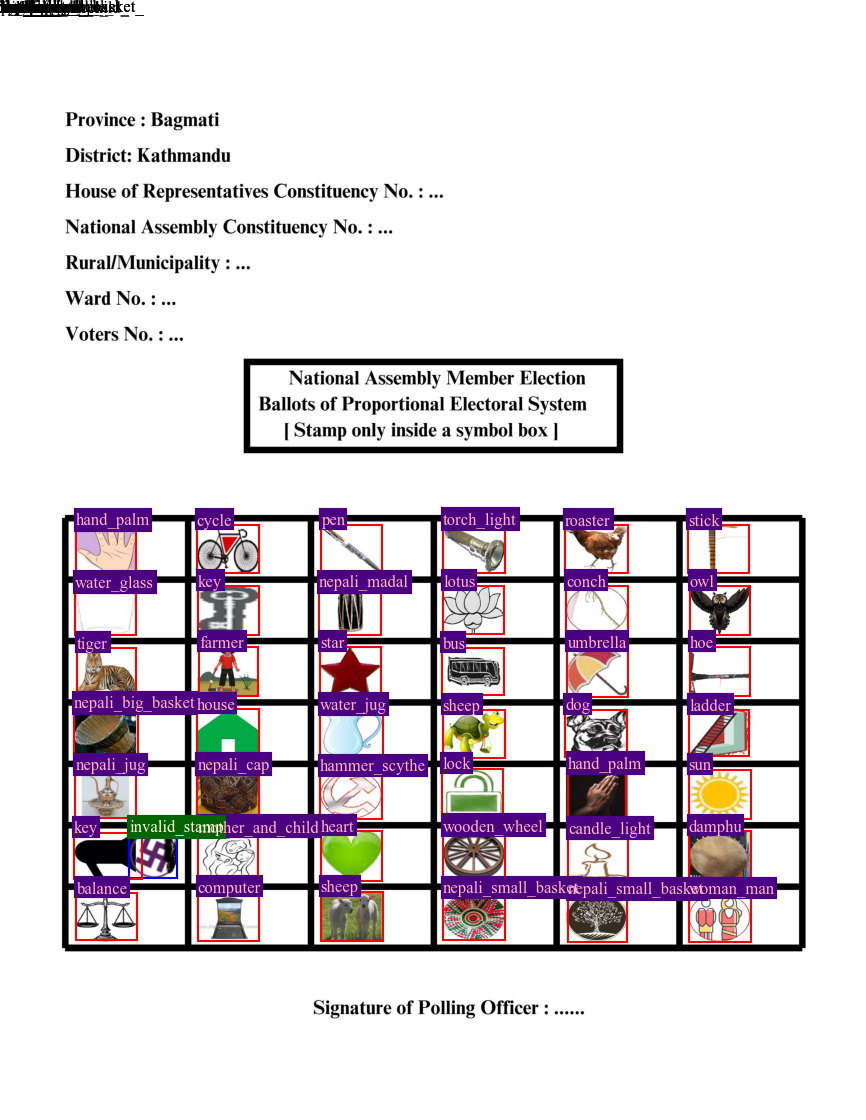 Province : Bagmati
District: Kathmandu
House of Representatives Constituency No. : ...
National Assembly Constituency No. : ...
Rural/Municipality : ...
Ward No. : ...
Voters No. : ...
National Assembly Member Election
Ballots of Proportional Electoral System
[ Stamp only inside a symbol box ]
hand_palm cycle pen torch_light roaster stick
water_glass key nepali_madal lotus conch owl
tiger farmer star bus umbrella hoe
nepali_big_basket house water_jug sheep dog ladder
nepali_jug nepali_cap hammer_scythe lock hand_palm sun
key invalid_stamp mother_and_child heart wooden_wheel candle_light damphu
balance computer sheep nepali_small_basket nepali_small_basket woman_man
Signature of Polling Officer : ......